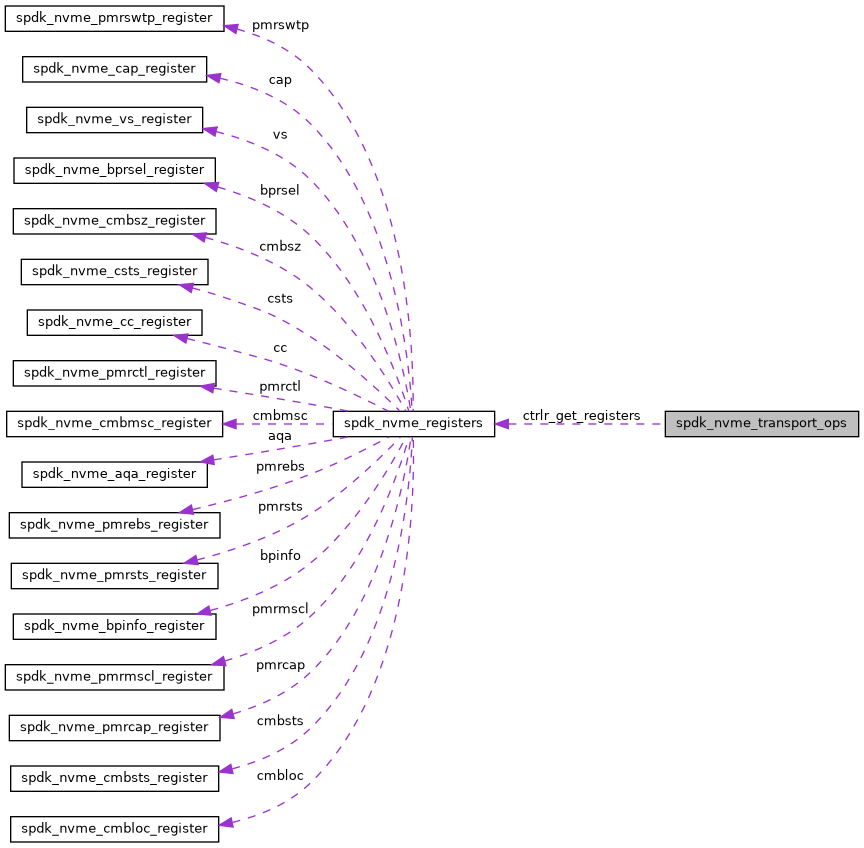 spdk_nvme_pmrswtp_register
pmrswtp
spdk_nvme_cap_register
cap
spdk_nvme_vs_register
vs
spdk_nvme_bprsel_register
bprsel
spdk_nvme_cmbsz_register
cmbsz
spdk_nvme_csts_register
csts
spdk_nvme_cc_register
cc
spdk_nvme_pmrctl_register
pmrctl
spdk_nvme_cmbmsc_register
cmbmsc
spdk_nvme_registers
ctrlr_get_registers
spdk_nvme_transport_ops
aqa
spdk_nvme_aqa_register
pmrebs
spdk_nvme_pmrebs_register
pmrsts
spdk_nvme_pmrsts_register
bpinfo
spdk_nvme_bpinfo_register
pmrmscl
spdk_nvme_pmrmscl_register
pmrcap
spdk_nvme_pmrcap_register
cmbsts
spdk_nvme_cmbsts_register
cmbloc
spdk_nvme_cmbloc_register